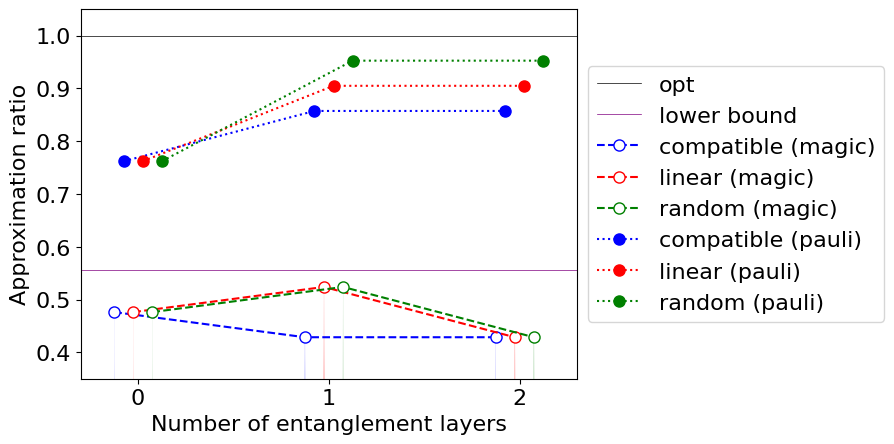 1.0
0.9
0.8
0.7
0.6
0.5
0.4
Approximation ratio
0
1
2
Number of entanglement layers
opt
lower bound
compatible (magic)
linear (magic)
random (magic)
compatible (pauli)
linear (pauli)
random (pauli)